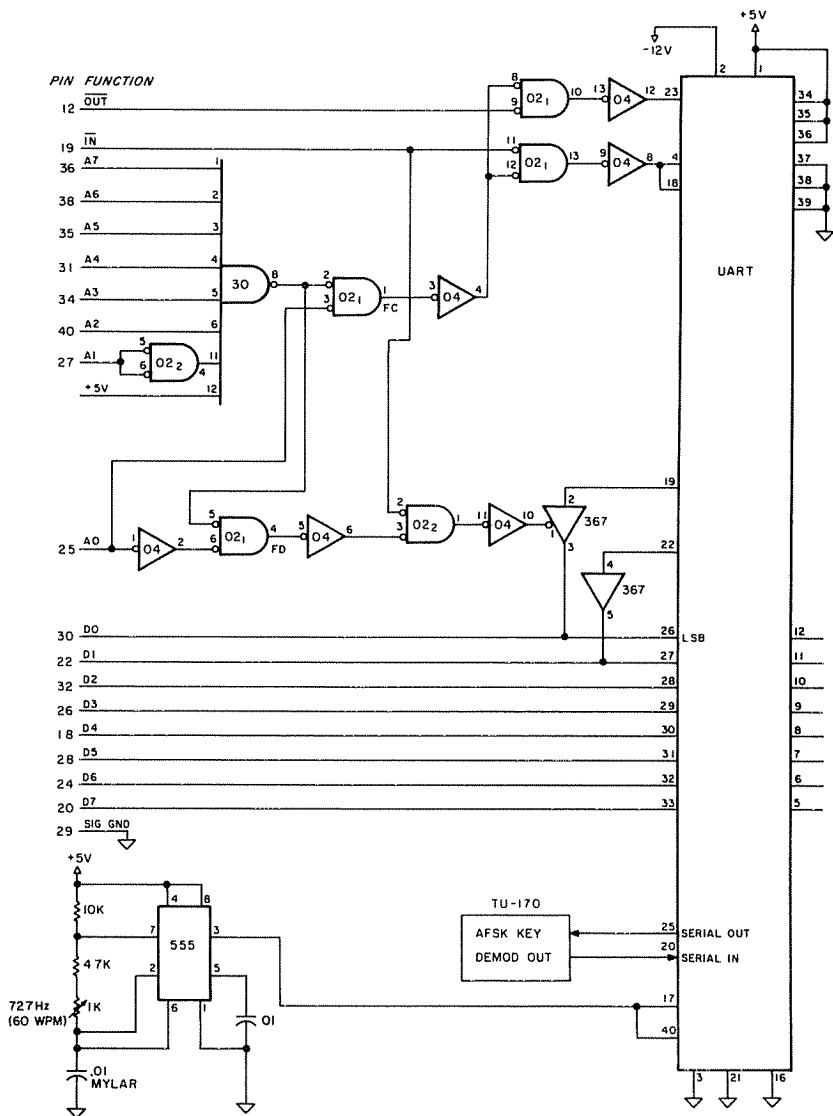 +5V
-12V
PIN FUNCTION
2
1
8
12 OUT
9
02₁
10
13
04
12
23
34
35
36
19 IN
11
12
02₁
13
9
04
8
4
18
37
38
39
36 A7
1
38 A6
2
35 A5
3
31 A4
4
UART
30
8
2
3
02₁
1
FC
3
04
4
34 A3
5
40 A2
6
27 A1
5
6
02₂
4
11
+5V
12
19
2
5
6
02₁
4
FD
5
04
6
2
3
02₂
1
11
04
10
1
367
3
25 A0
1
04
2
22
4
367
5
30 D0
26 LSB
12
22 D1
27
11
32 D2
28
10
26 D3
29
9
18 D4
30
8
28 D5
31
7
24 D6
32
6
20 D7
33
5
29 SIG GND
+5V
10K
4
8
7
555
3
47K
2
5
727Hz
(60 WPM)
1K
6
1
.01
.01
MYLAR
TU-170
AFSK KEY
DEMOD OUT
25 SERIAL OUT
20 SERIAL IN
17
40
3
21
16